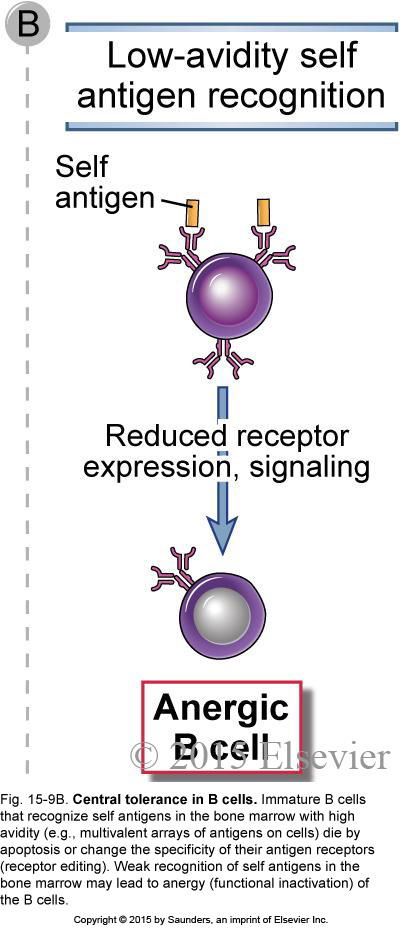 B
Low-avidity self
antigen recognition
Self
antigen
Reduced receptor
expression, signaling
Anergic
B cell
© 2015 Elsevier
Fig. 15-9B. Central tolerance in B cells. Immature B cells
that recognize self antigens in the bone marrow with high
avidity (e.g., multivalent arrays of antigens on cells) die by
apoptosis or change the specificity of their antigen receptors
(receptor editing). Weak recognition of self antigens in the
bone marrow may lead to anergy (functional inactivation) of
the B cells.
Copyright © 2015 by Saunders, an imprint of Elsevier Inc.